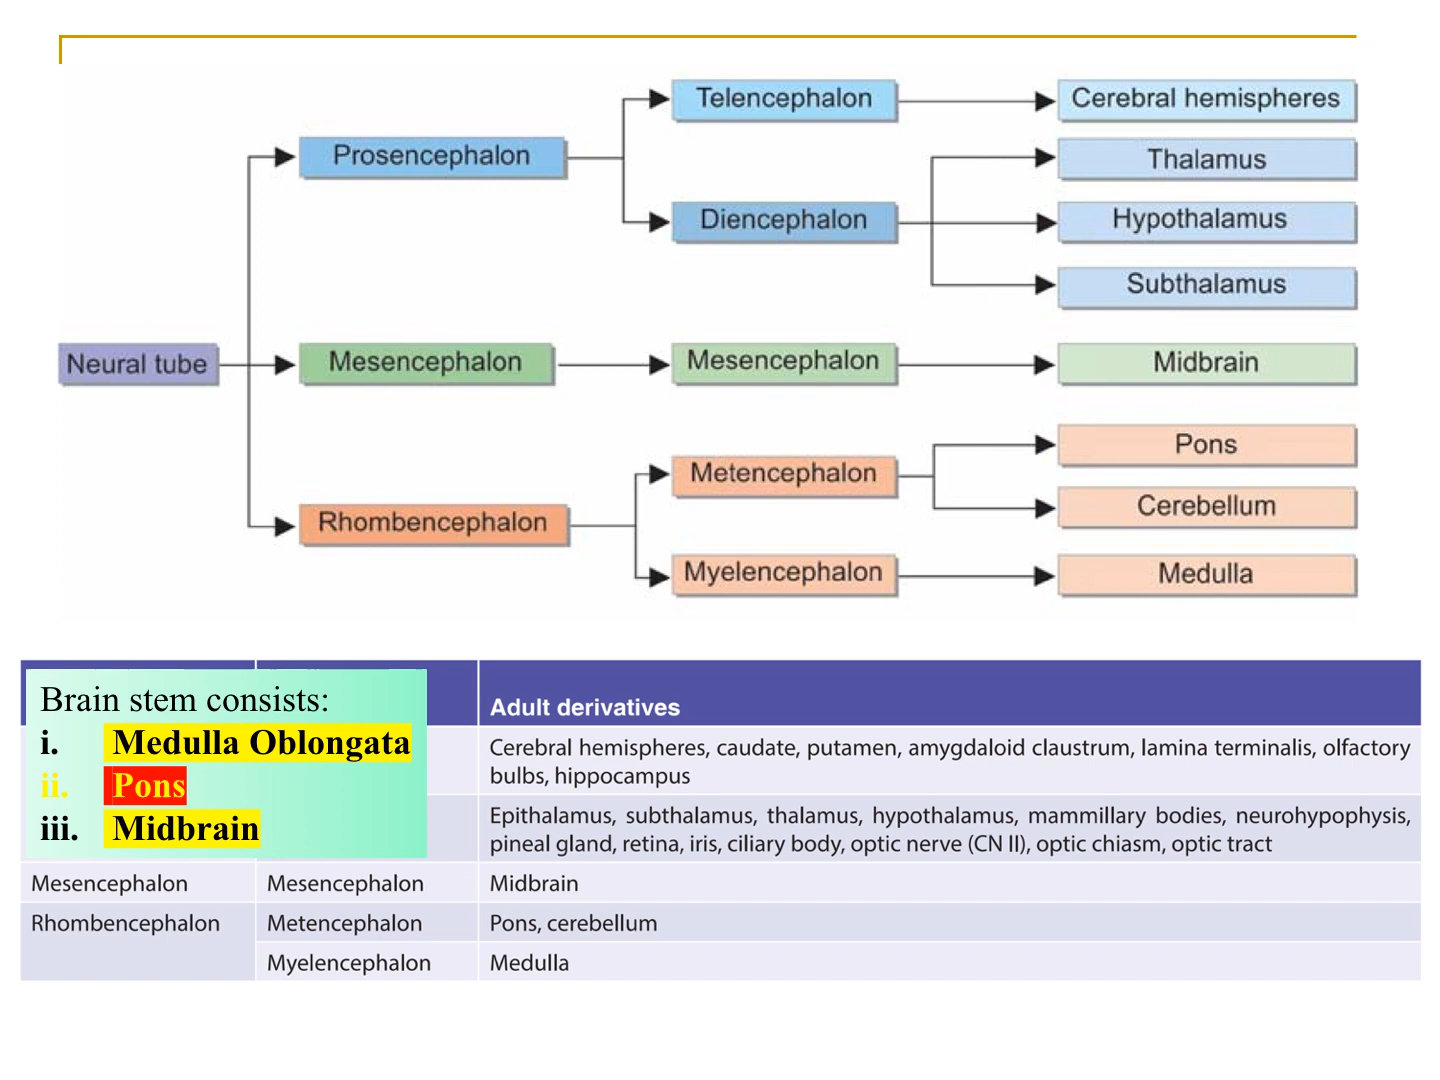 Telencephalon
Cerebral hemispheres
Prosencephalon
Thalamus
Diencephalon
Hypothalamus
Subthalamus
Neural tube
Mesencephalon
Mesencephalon
Midbrain
Pons
Metencephalon
Cerebellum
Rhombencephalon
Myelencephalon
Medulla
Brain stem consists:
i. Medulla Oblongata
ii. Pons
iii. Midbrain
Adult derivatives
Cerebral hemispheres, caudate, putamen, amygdaloid claustrum, lamina terminalis, olfactory
bulbs, hippocampus
Epithalamus, subthalamus, thalamus, hypothalamus, mammillary bodies, neurohypophysis,
pineal gland, retina, iris, ciliary body, optic nerve (CN II), optic chiasm, optic tract
Mesencephalon Mesencephalon Midbrain
Rhombencephalon Metencephalon Pons, cerebellum
Myelencephalon Medulla